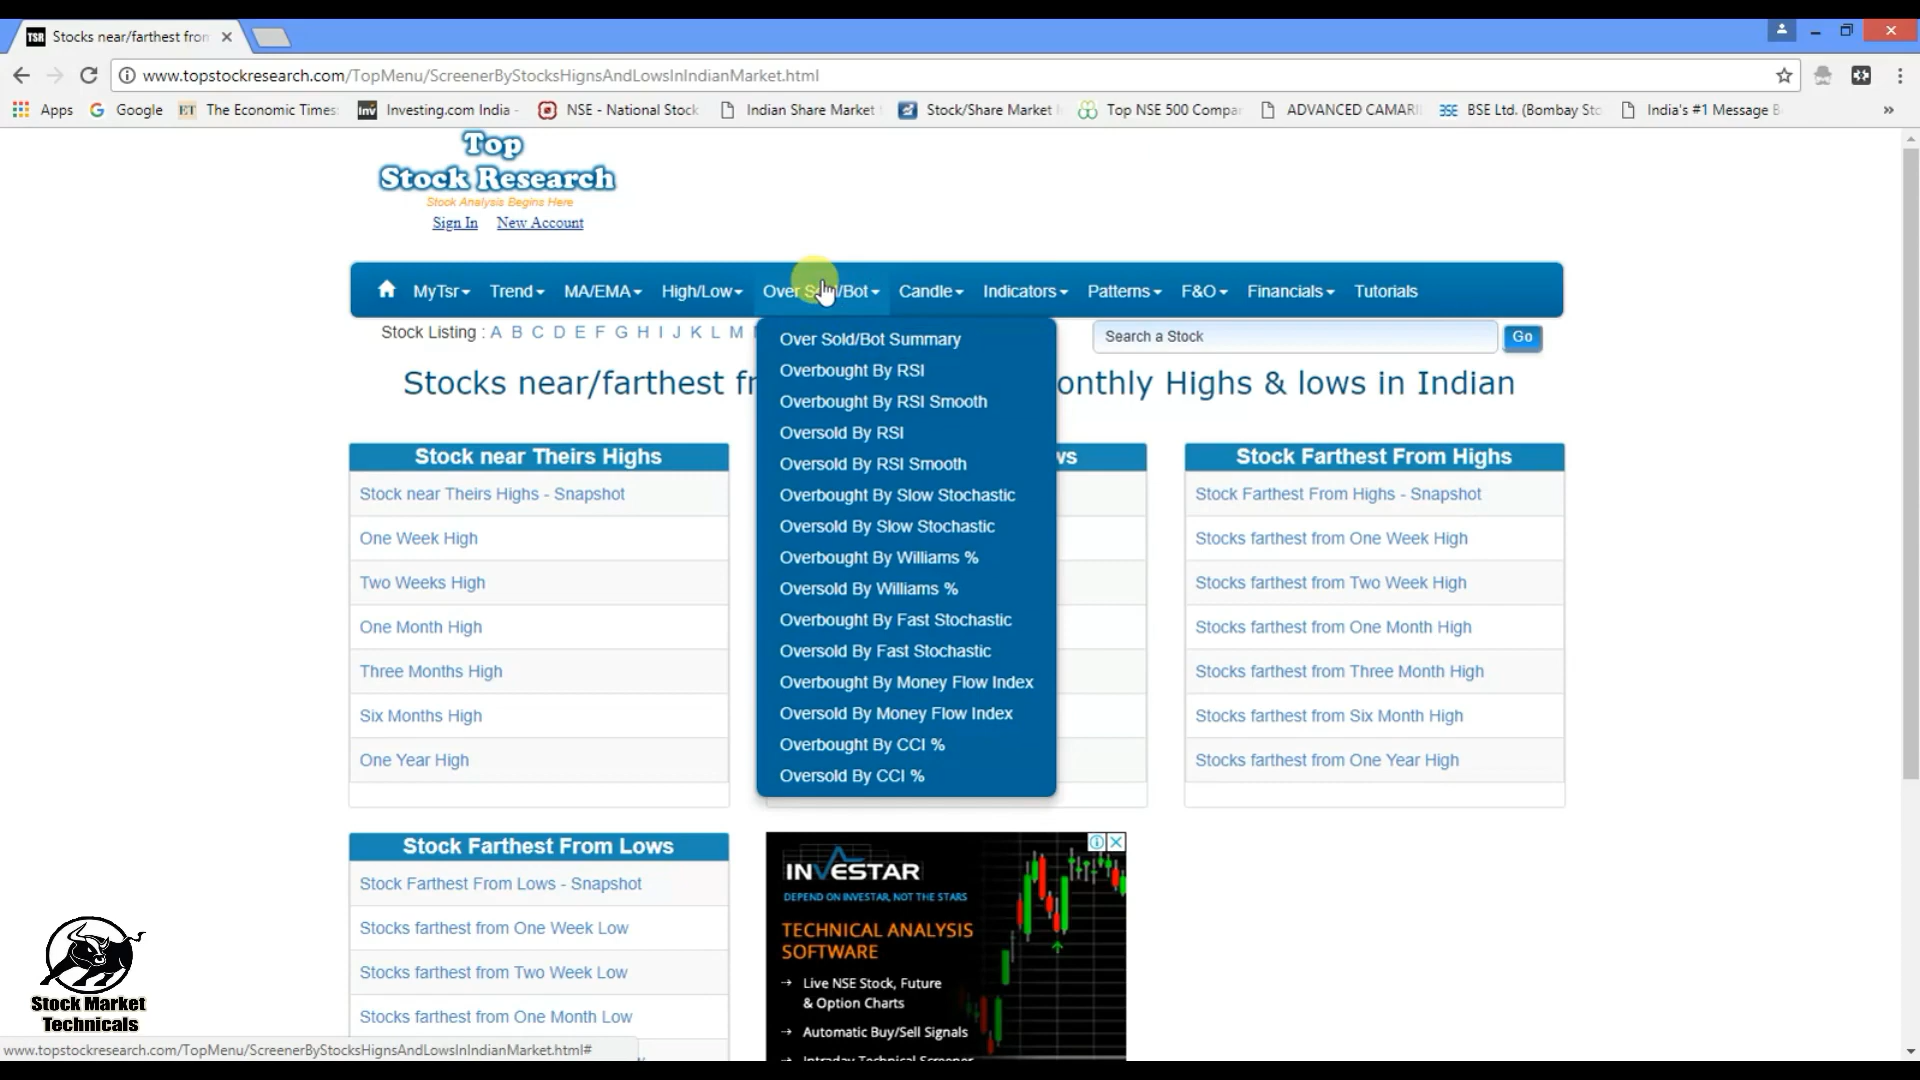 TSR Stocks near/farthest from
www.topstockresearch.com/TopMenu/ScreenerByStocksHignsAndLowsInIndianMarket.html
Apps Google ET The Economic Times: Inv Investing.com India - NSE - National Stock Indian Share Market Stock/Share Market Top NSE 500 Compa ADVANCED CAMARI BSE BSE Ltd. (Bombay Sto India's #1 Message B »
Top
Stock Research
Stock Analysis Begins Here
Sign In New Account
MyTsr Trend MA/EMA High/Low Over Sold/Bot Candle Indicators Patterns F&O Financials Tutorials
Stock Listing : A B C D E F G H I J K L M
Search a Stock Go
Stocks near/farthest onthly Highs & lows in Indian
Over Sold/Bot Summary
Overbought By RSI
Overbought By RSI Smooth
Oversold By RSI
Oversold By RSI Smooth
Overbought By Slow Stochastic
Oversold By Slow Stochastic
Overbought By Williams %
Oversold By Williams %
Overbought By Fast Stochastic
Oversold By Fast Stochastic
Overbought By Money Flow Index
Oversold By Money Flow Index
Overbought By CCI %
Oversold By CCI %
Stock near Theirs Highs
Stock near Theirs Highs - Snapshot
One Week High
Two Weeks High
One Month High
Three Months High
Six Months High
One Year High
ws
Stock Farthest From Highs
Stock Farthest From Highs - Snapshot
Stocks farthest from One Week High
Stocks farthest from Two Week High
Stocks farthest from One Month High
Stocks farthest from Three Month High
Stocks farthest from Six Month High
Stocks farthest from One Year High
Stock Farthest From Lows
Stock Farthest From Lows - Snapshot
Stocks farthest from One Week Low
Stocks farthest from Two Week Low
Stocks farthest from One Month Low
INVESTAR
DEPEND ON INVESTAR, NOT THE STARS
TECHNICAL ANALYSIS
SOFTWARE
→ Live NSE Stock, Future
& Option Charts
→ Automatic Buy/Sell Signals
→ Intraday Technical Screener
Stock Market
Technicals
www.topstockresearch.com/TopMenu/ScreenerByStocksHignsAndLowsInIndianMarket.html#